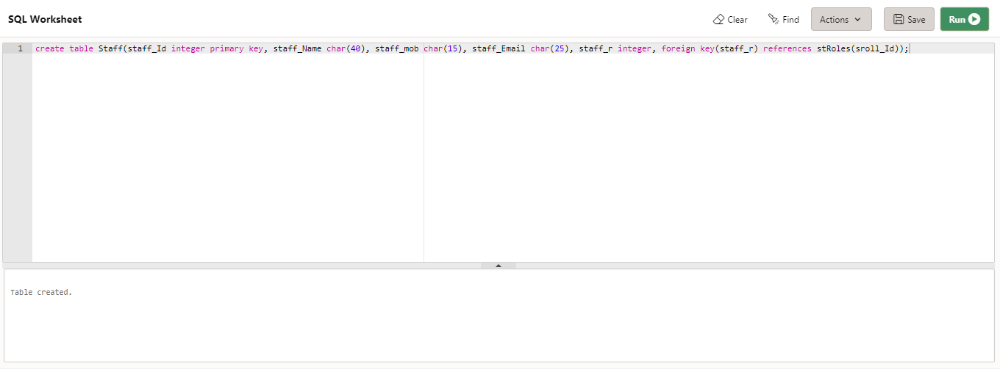 SQL Worksheet Clear Find Actions Save Run
1 create table Staff(staff_Id integer primary key, staff_Name char(40), staff_mob char(15), staff_Email char(25), staff_r integer, foreign key(staff_r) references stRoles(sroll_Id));
Table created.